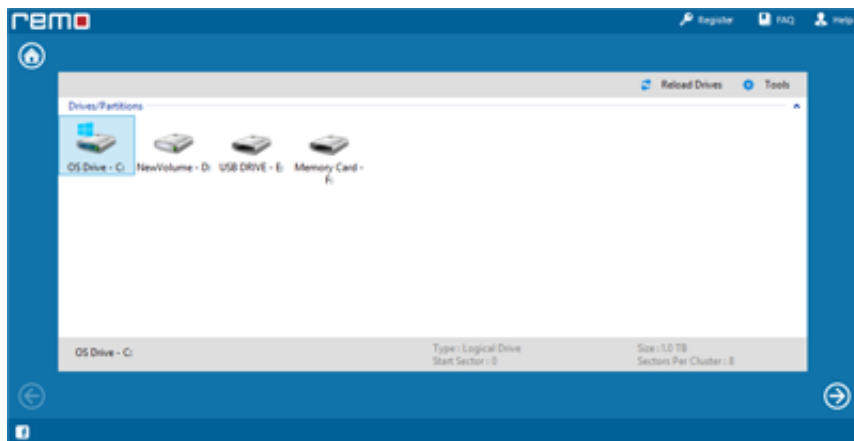 remo
Register
FAQ
Help
Reload Drives
Tools
Drives/Partitions
OS Drive - C:
NewVolume - D:
USB DRIVE - E:
Memory Card -
F:
OS Drive - C:
Type : Logical Drive
Size : 1.0 TB
Start Sector : 0
Sectors Per Cluster : 8